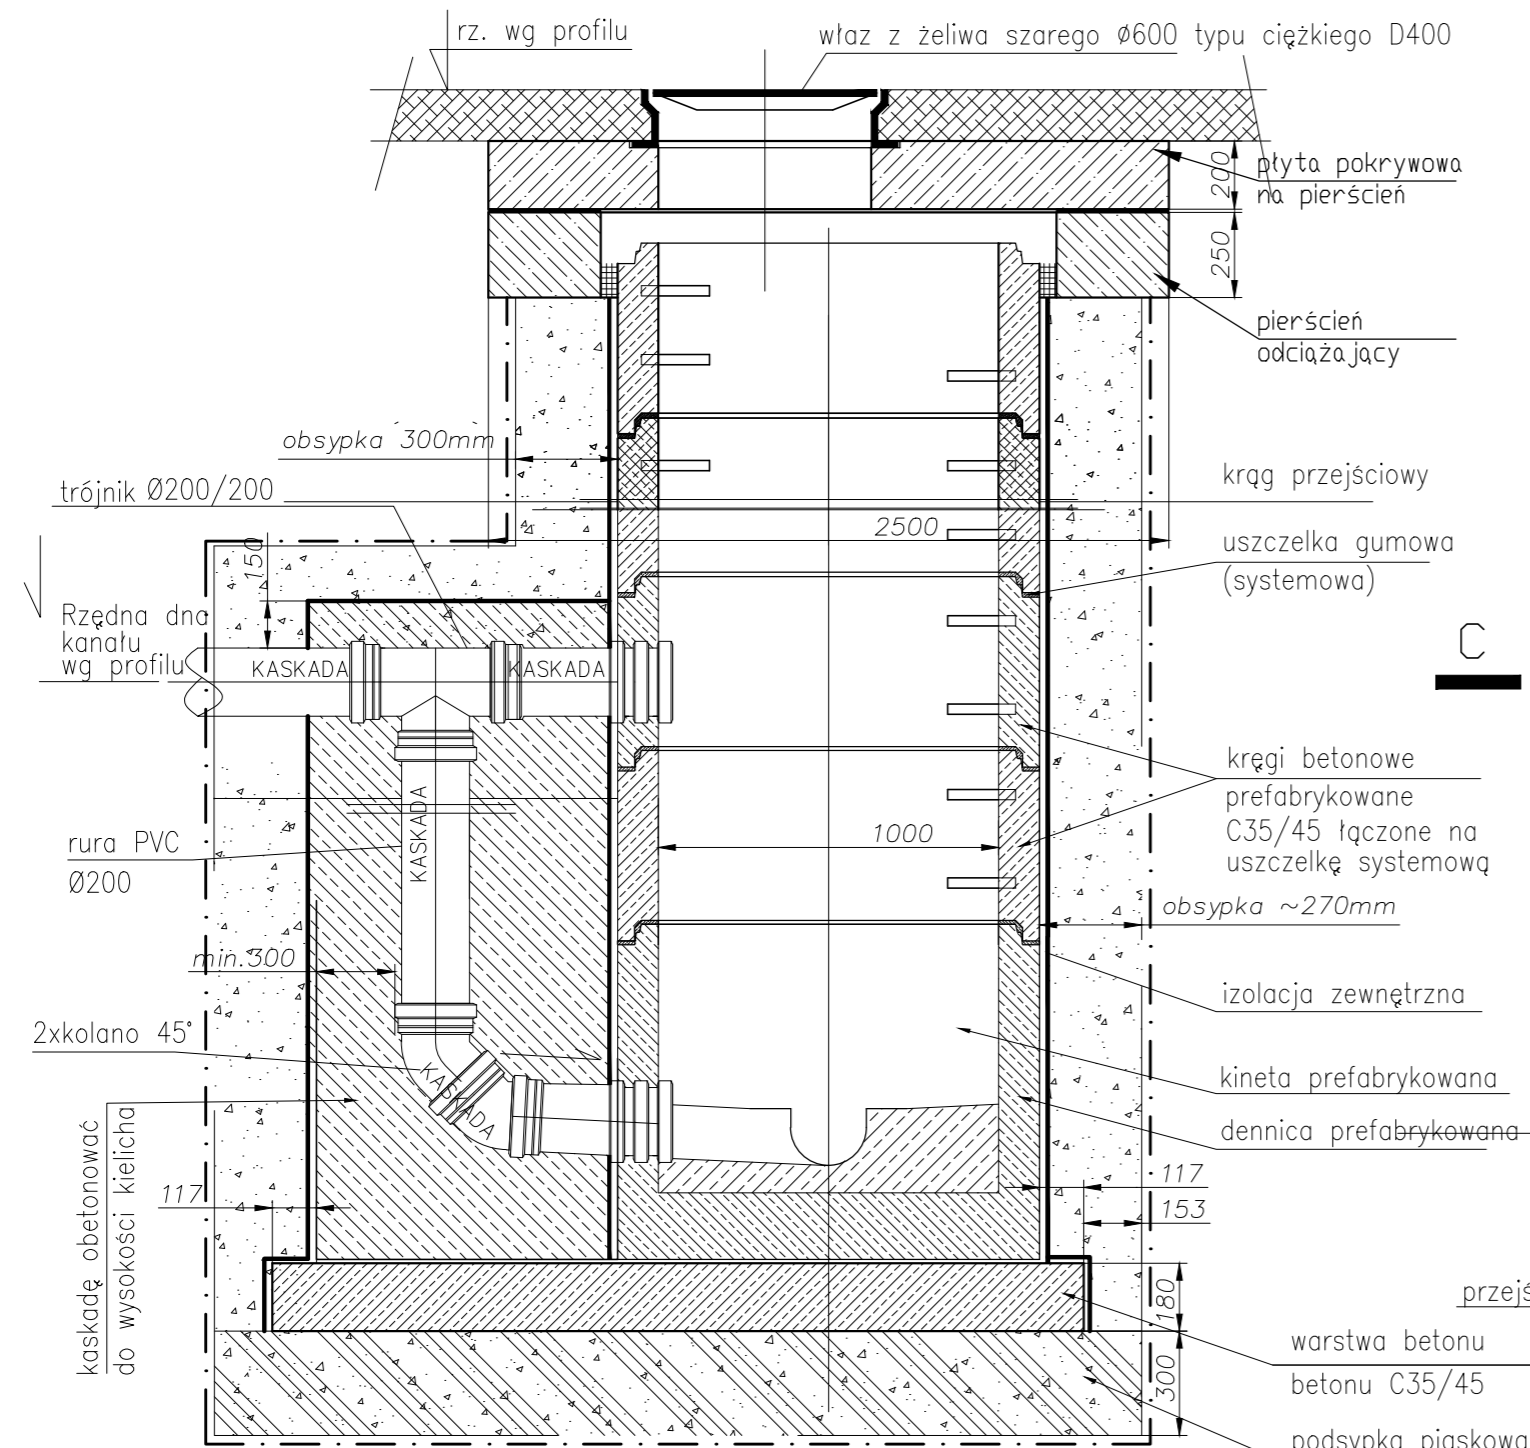 rz. wg profilu
właz z żeliwa szarego Ø600 typu ciężkiego D400
200
płyta pokrywowa
na pierścień
250
pierścień
odciążający
obsypka 300mm
trójnik Ø200/200
krąg przejściowy
2500
150
uszczelka gumowa
(systemowa)
Rzędna dna
kanału
wg profilu
KASKADA
KASKADA
C
KASKADA
kręgi betonowe
prefabrykowane
C35/45 łączone na
uszczelkę systemową
1000
rura PVC
Ø200
obsypka ~270mm
min.300
izolacja zewnętrzna
2xkolano 45°
KASKADA
kineta prefabrykowana
dennica prefabrykowana
kaskadę obetonować
do wysokości kielicha
117
117
153
180
przejś
warstwa betonu
betonu C35/45
300
podsypka piaskowa